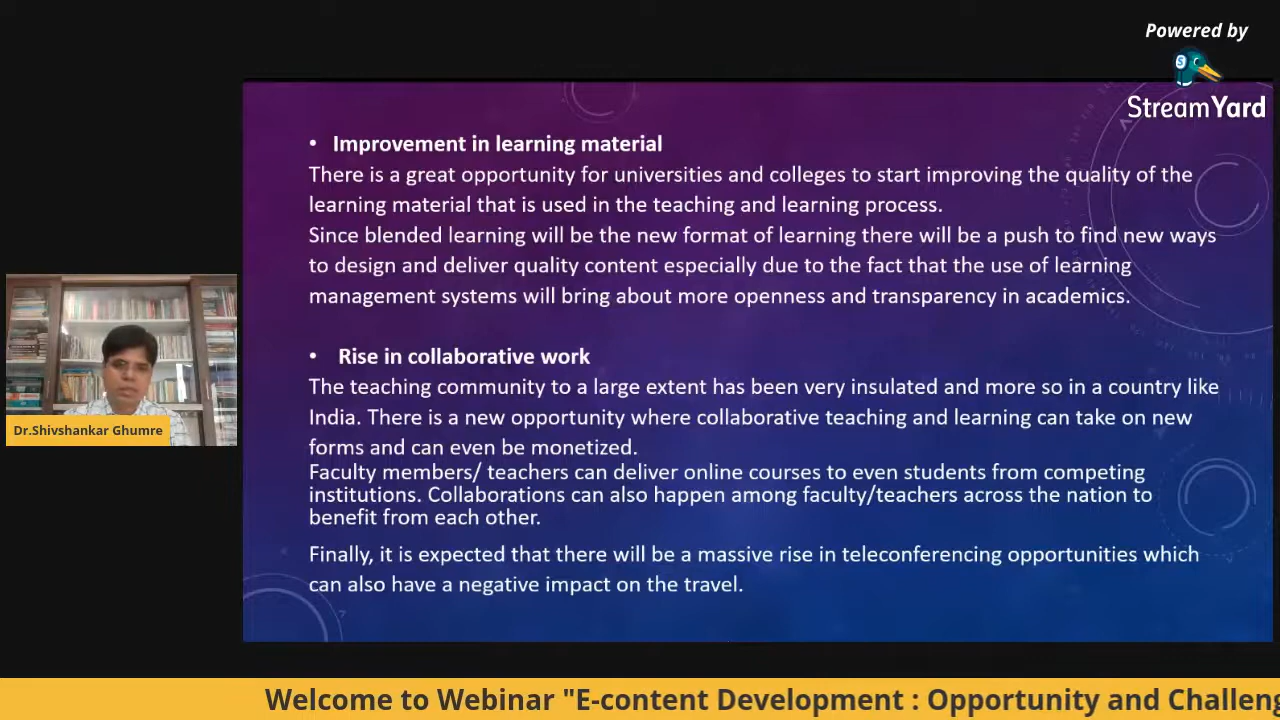 Powered by
StreamYard
• Improvement in learning material
There is a great opportunity for universities and colleges to start improving the quality of the
learning material that is used in the teaching and learning process.
Since blended learning will be the new format of learning there will be a push to find new ways
to design and deliver quality content especially due to the fact that the use of learning
management systems will bring about more openness and transparency in academics.
• Rise in collaborative work
The teaching community to a large extent has been very insulated and more so in a country like
India. There is a new opportunity where collaborative teaching and learning can take on new
forms and can even be monetized.
Faculty members/ teachers can deliver online courses to even students from competing
institutions. Collaborations can also happen among faculty/teachers across the nation to
benefit from each other.
Finally, it is expected that there will be a massive rise in teleconferencing opportunities which
can also have a negative impact on the travel.
Dr.Shivshankar Ghumre
Welcome to Webinar "E-content Development : Opportunity and Challeng